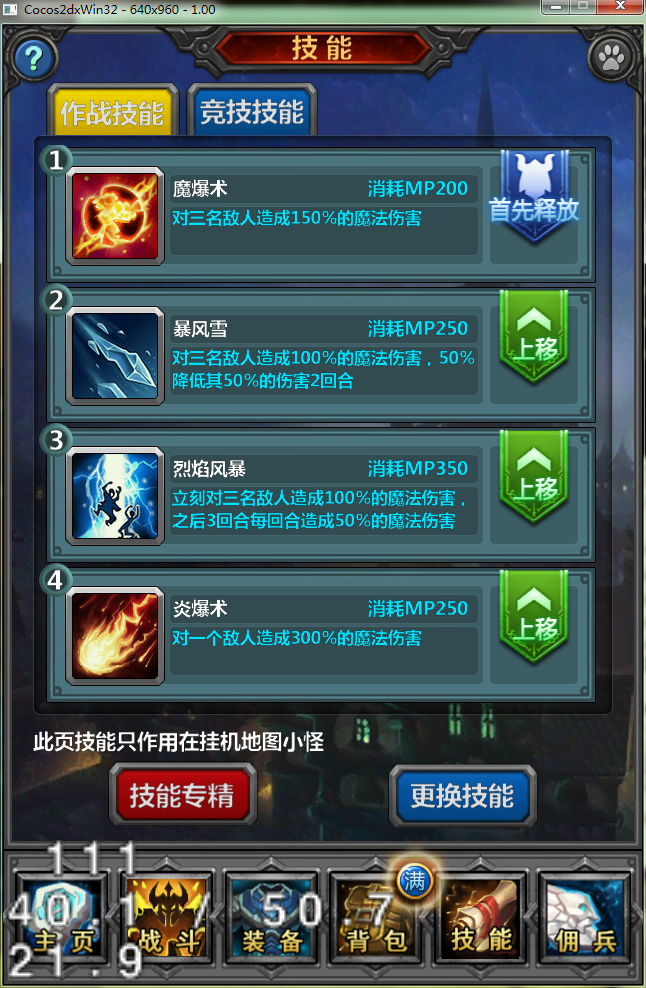 Cocos2dxWin32 - 640x960 - 1.00
?
技能
作战技能
竞技技能
1
魔爆术
消耗MP200
对三名敌人造成150%的魔法伤害
首先释放
2
暴风雪
消耗MP250
对三名敌人造成100%的魔法伤害，50%
降低其50%的伤害2回合
上移
3
烈焰风暴
消耗MP350
立刻对三名敌人造成100%的魔法伤害，
之后3回合每回合造成50%的魔法伤害
上移
4
炎爆术
消耗MP250
对一个敌人造成300%的魔法伤害
上移
此页技能只作用在挂机地图小怪
技能专精
更换技能
满
主页
战斗
装备
背包
技能
佣兵
111
40.1 / 50.7
21.9